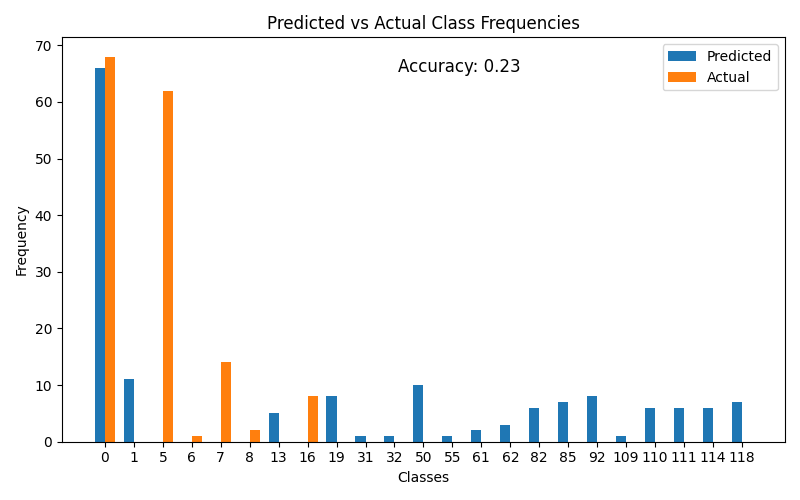 Predicted vs Actual Class Frequencies
Accuracy: 0.23
Predicted
Actual
Frequency
70
60
50
40
30
20
10
0
0 1 5 6 7 8 13 16 19 31 32 50 55 61 62 82 85 92 109 110 111 114 118
Classes